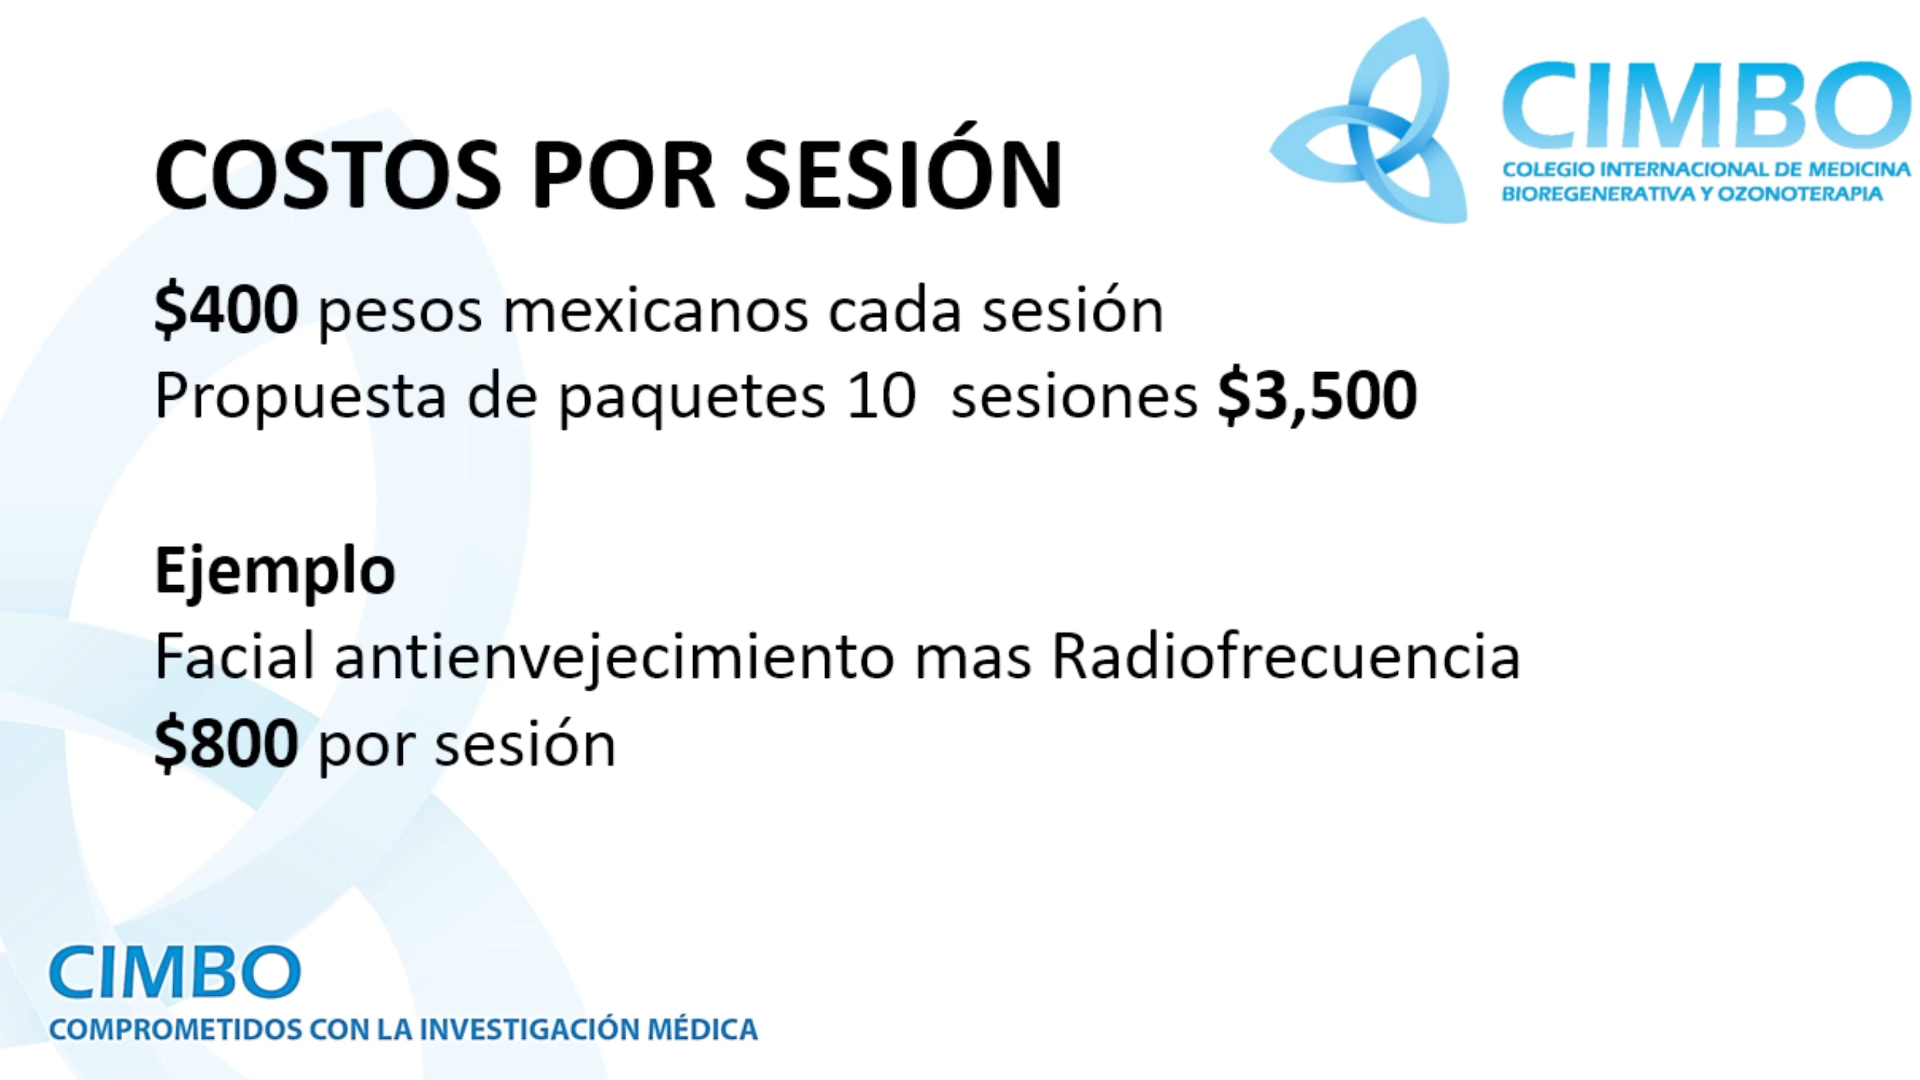 CIMBO
COLEGIO INTERNACIONAL DE MEDICINA
BIOREGENERATIVA Y OZONOTERAPIA
COSTOS POR SESIÓN
$400 pesos mexicanos cada sesión
Propuesta de paquetes 10  sesiones $3,500
Ejemplo
Facial antienvejecimiento mas Radiofrecuencia
$800 por sesión
CIMBO
COMPROMETIDOS CON LA INVESTIGACIÓN MÉDICA